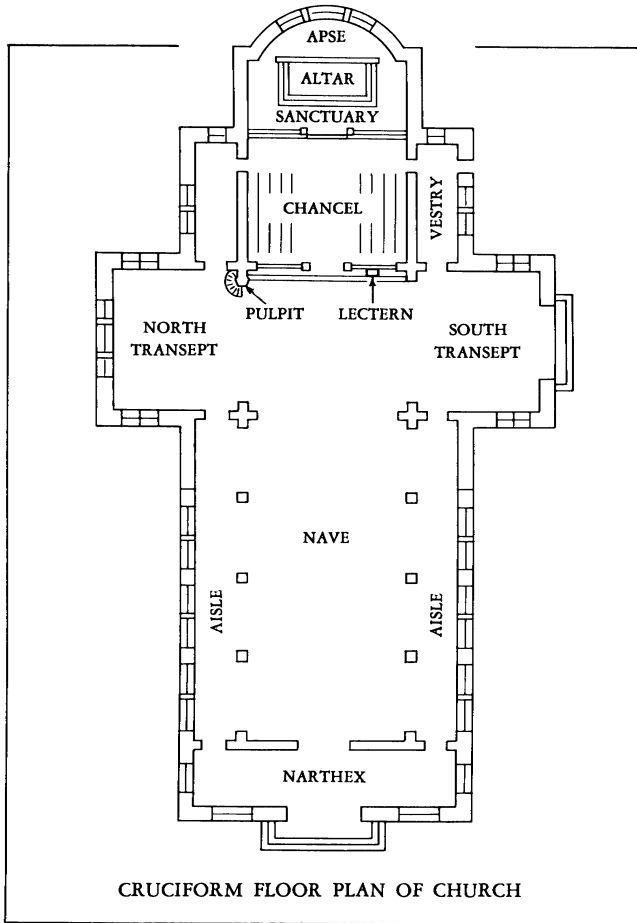 APSE
ALTAR
SANCTUARY
CHANCEL
VESTRY
PULPIT
LECTERN
NORTH
TRANSEPT
SOUTH
TRANSEPT
NAVE
AISLE
AISLE
NARTHEX
CRUCIFORM FLOOR PLAN OF CHURCH